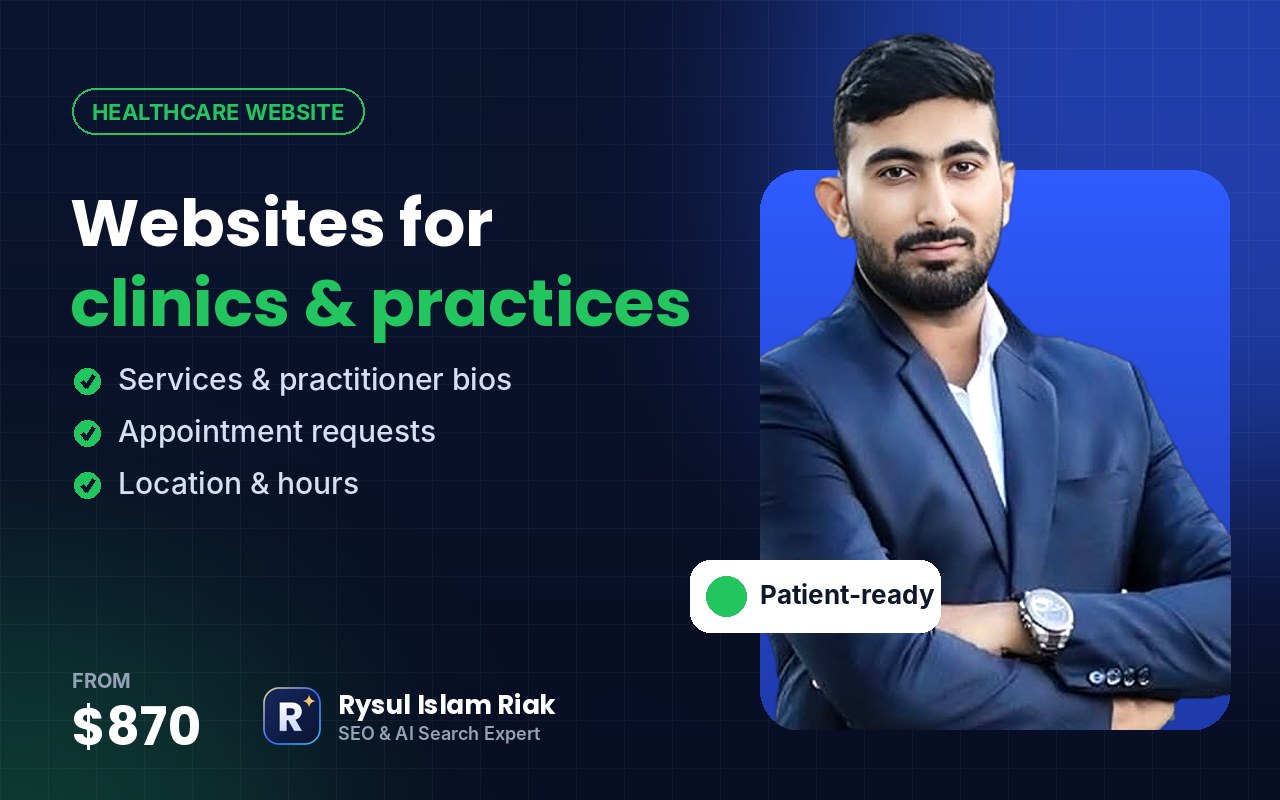 HEALTHCARE WEBSITE
Websites for
clinics & practices
Services & practitioner bios
Appointment requests
Location & hours
Patient-ready
FROM
$870
R
Rysul Islam Riak
SEO & AI Search Expert